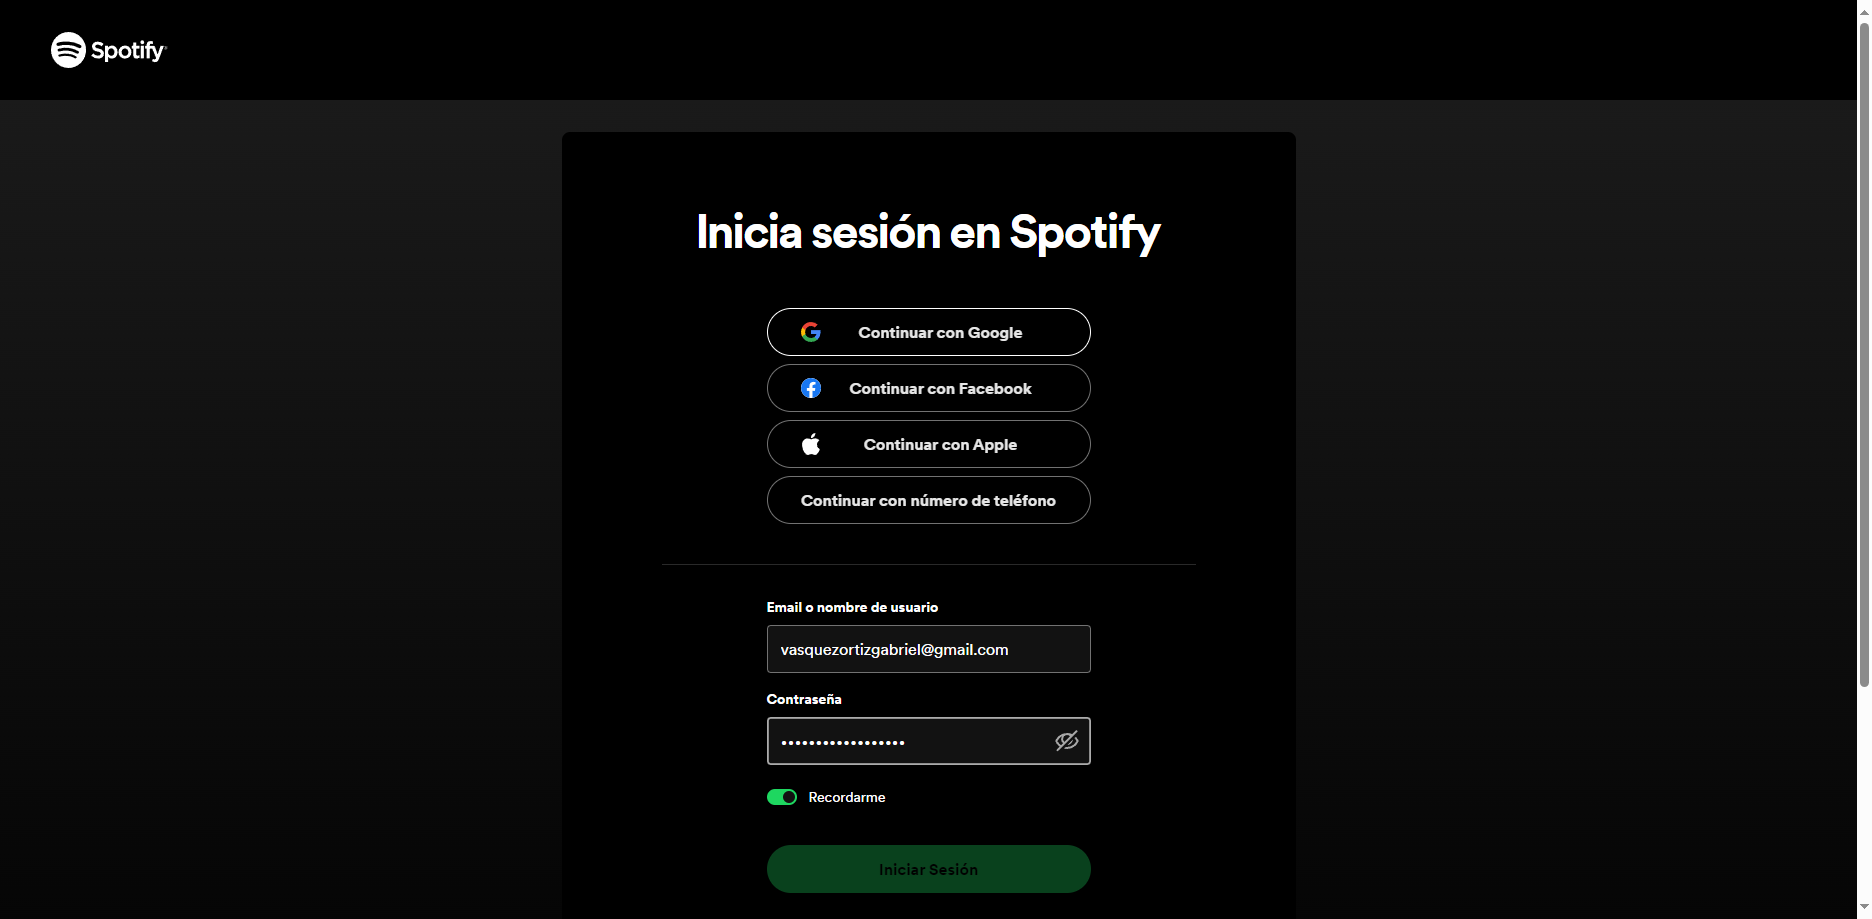 Spotify
Inicia sesión en Spotify
Continuar con Google
Continuar con Facebook
Continuar con Apple
Continuar con número de teléfono
Email o nombre de usuario
vasquezortizgabriel@gmail.com
Contraseña
••••••••••••••••••
Recordarme
Iniciar Sesión